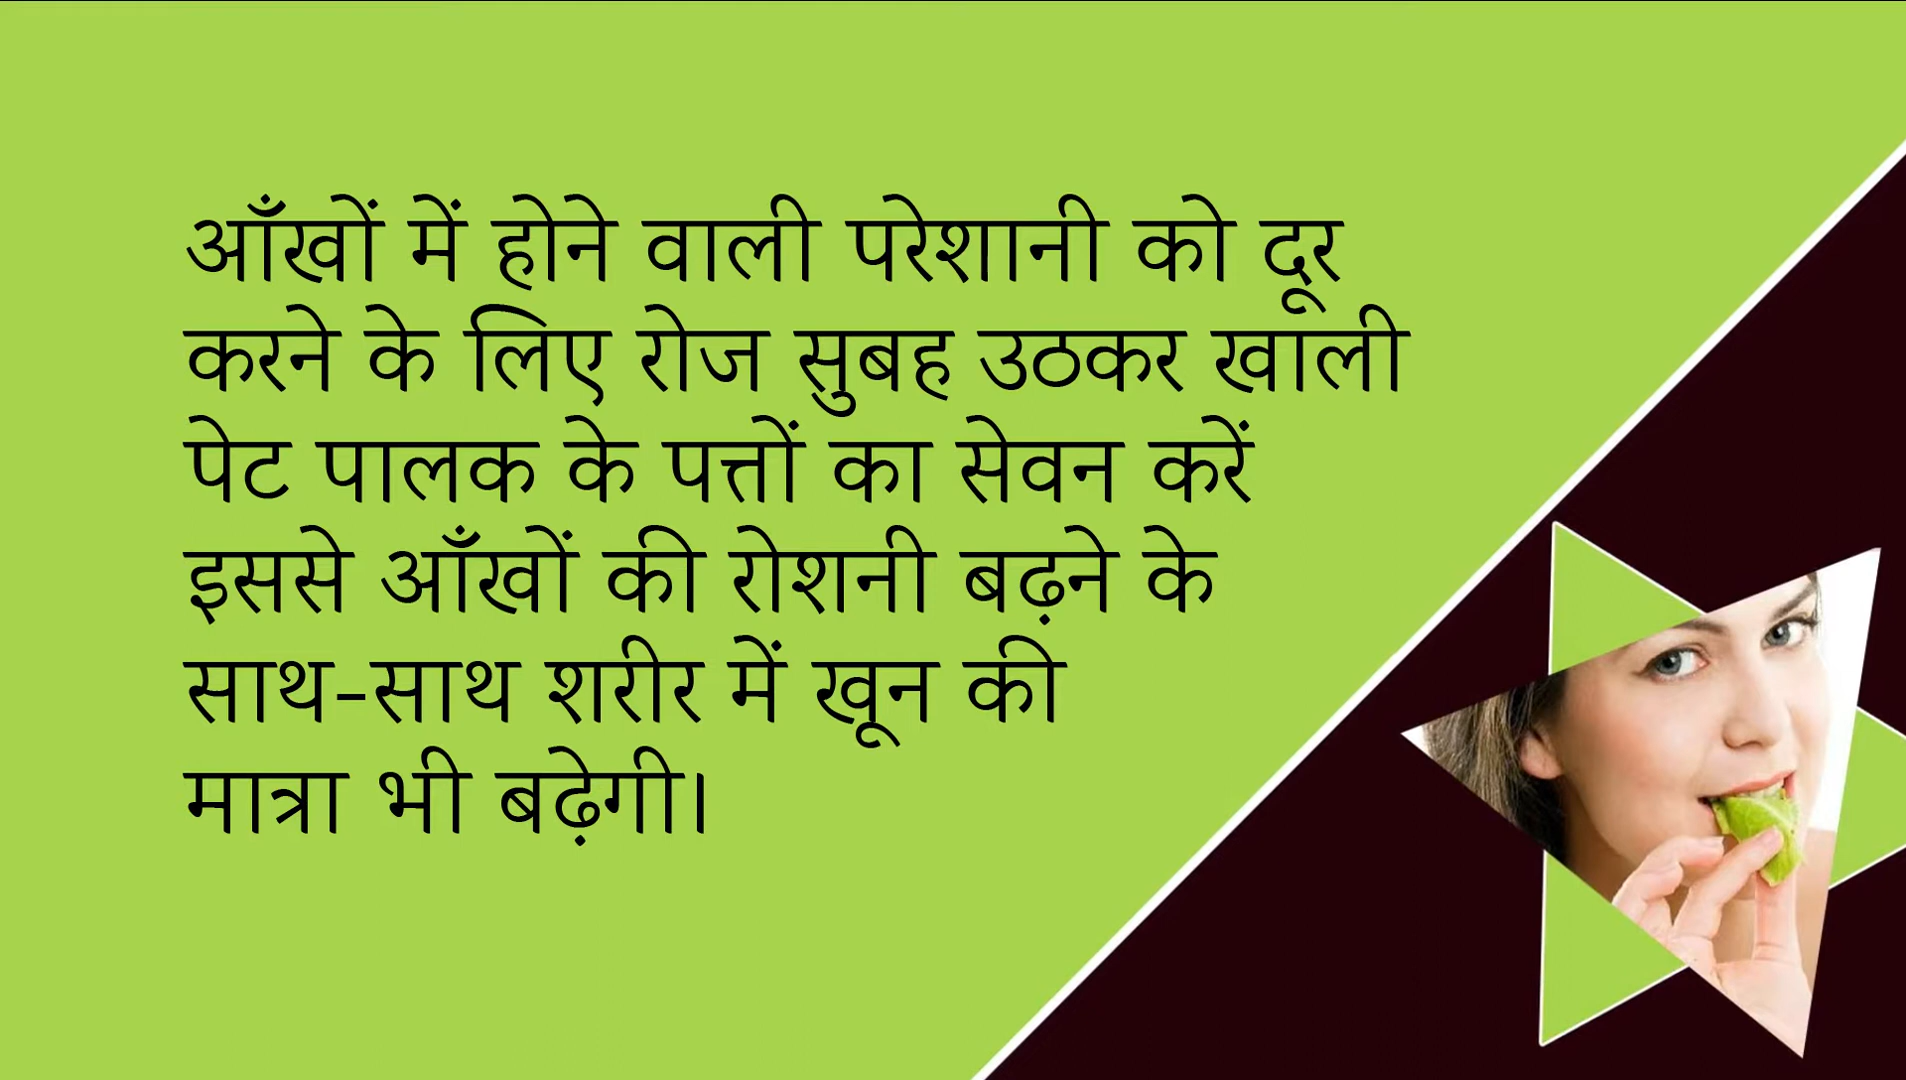 आँखों में होने वाली परेशानी को दूर
करने के लिए रोज सुबह उठकर खाली
पेट पालक के पत्तों का सेवन करें
इससे आँखों की रोशनी बढ़ने के
साथ-साथ शरीर में खून की
मात्रा भी बढ़ेगी।